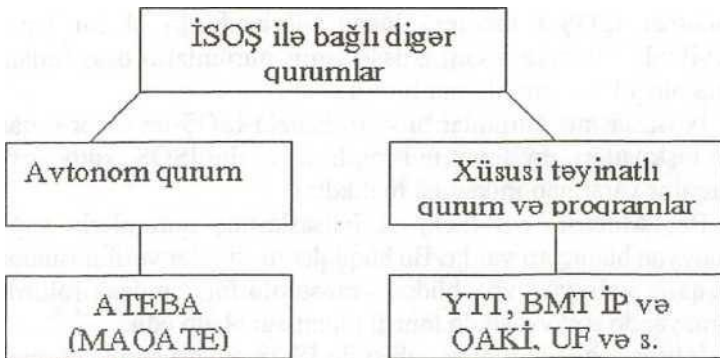 İSOŞ ilə bağlı digər
qurumlar
Avtonom qurum
Xüsusi təyinatlı
qurum və proqramlar
ATEBA
(MAQATE)
YTT, BMT İP və
QAKİ, UF və s.